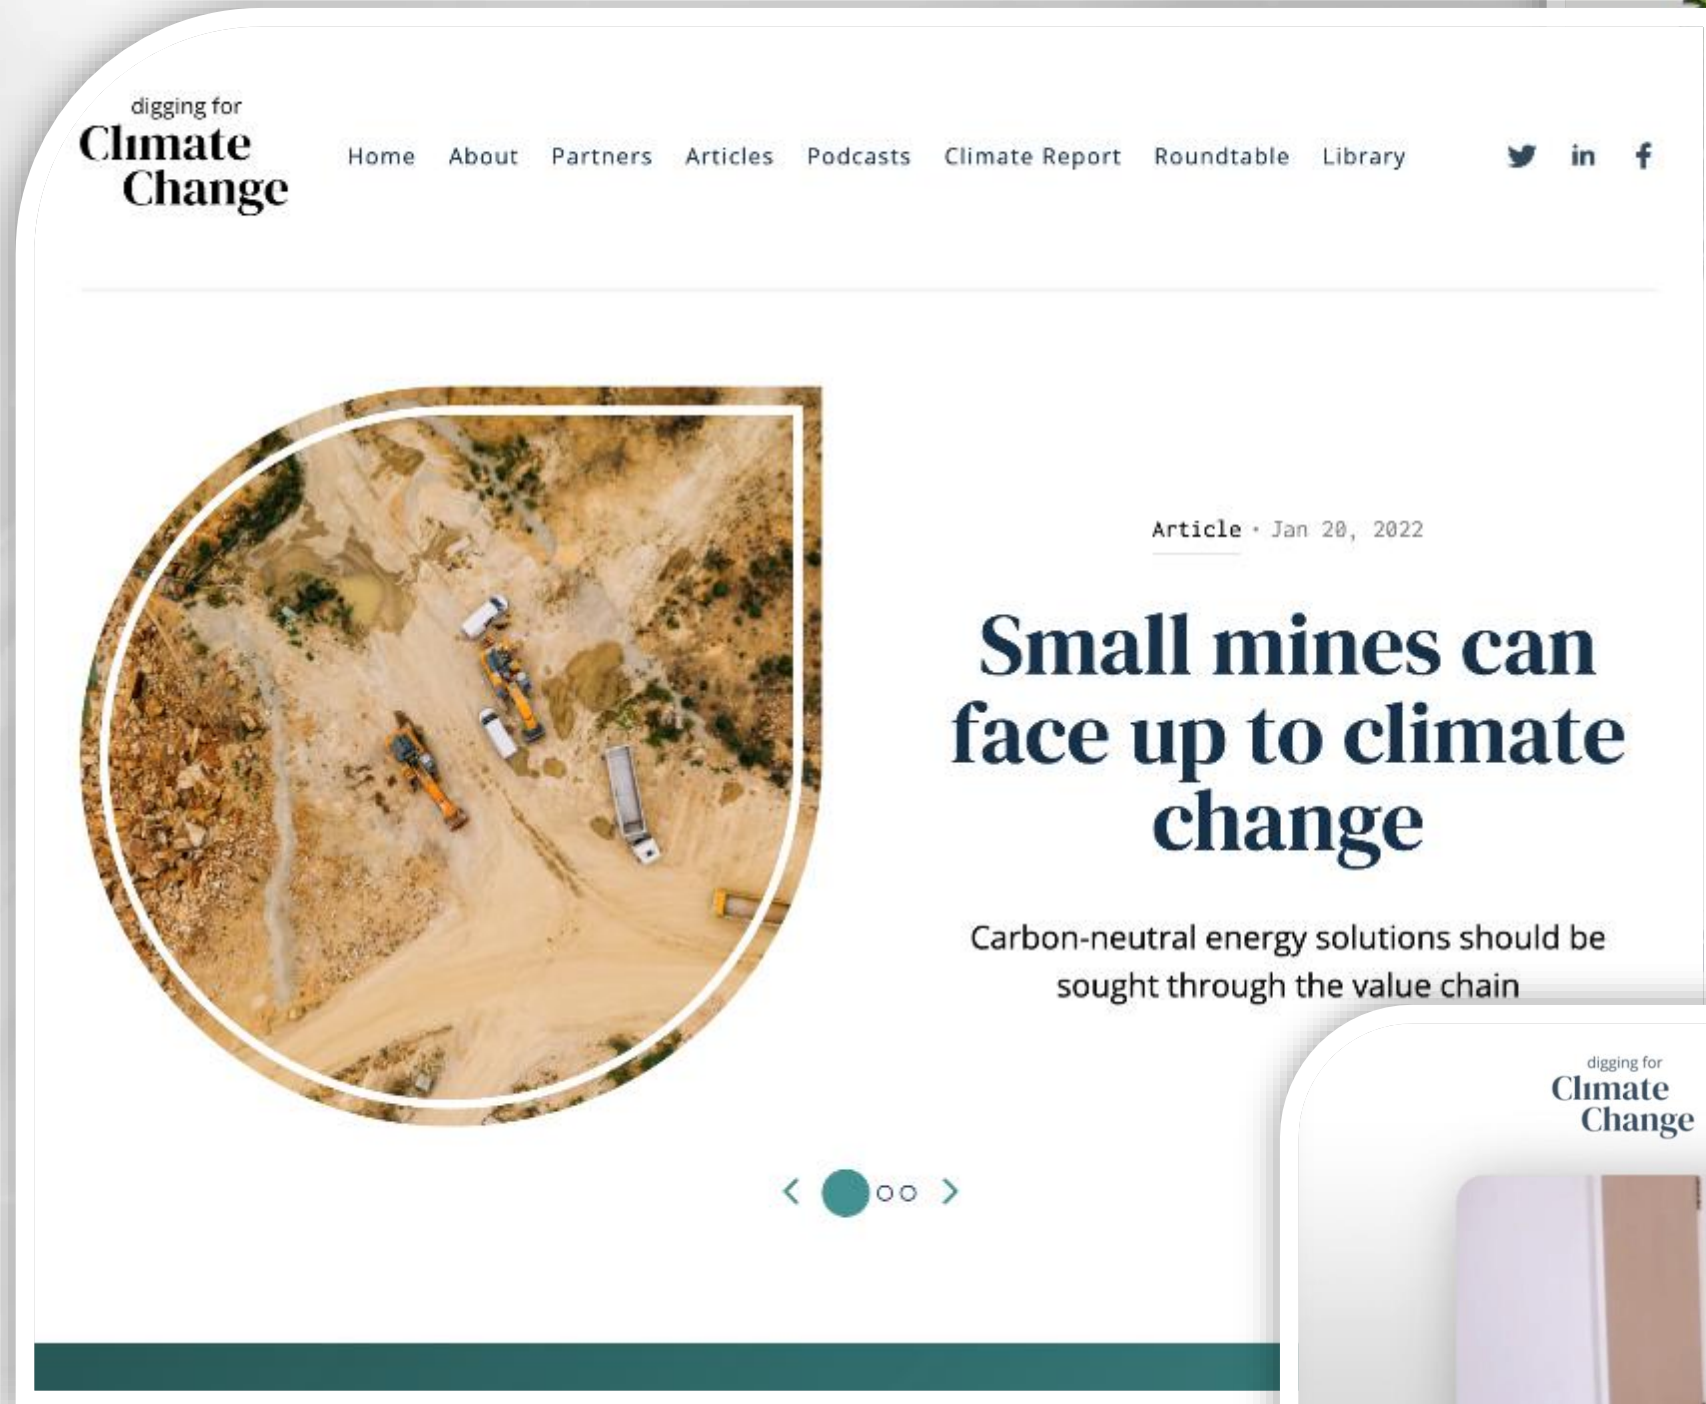 digging for
Climate
Change
Home About Partners Articles Podcasts Climate Report Roundtable Library
Article · Jan 20, 2022
Small mines can
face up to climate
change
Carbon-neutral energy solutions should be
sought through the value chain
digging for
Climate
Change